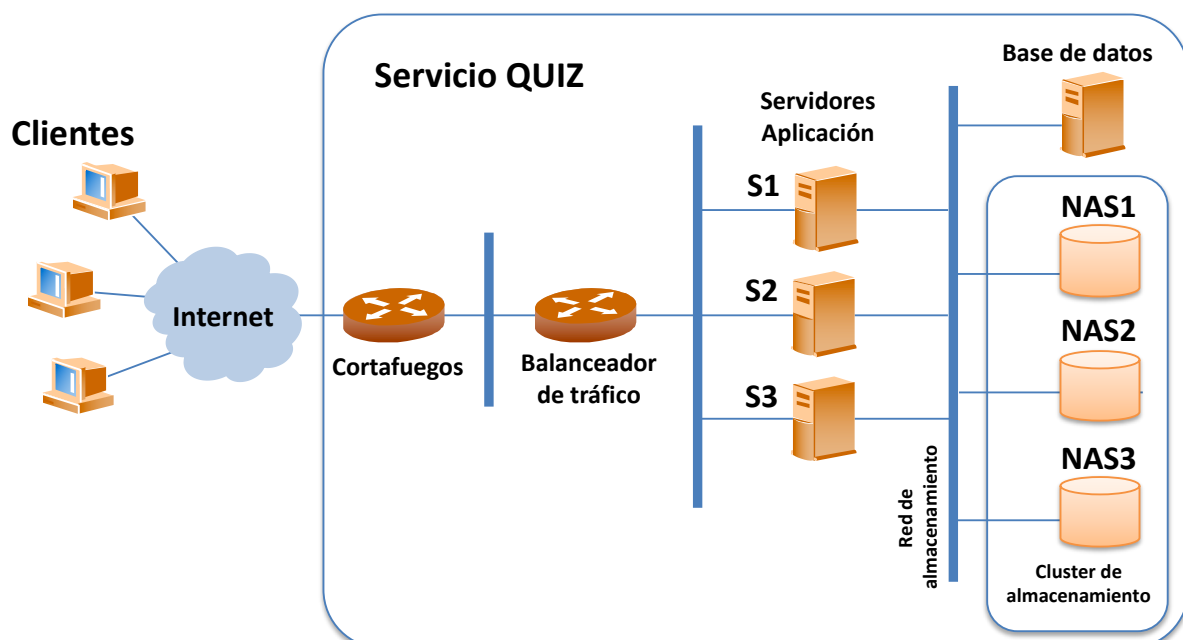 Servicio QUIZ
Base de datos
Servidores
Aplicación
Clientes
S1
NAS1
S2
Internet
NAS2
Cortafuegos
Balanceador
de tráfico
S3
NAS3
Red de
almacenamiento
Cluster de
almacenamiento